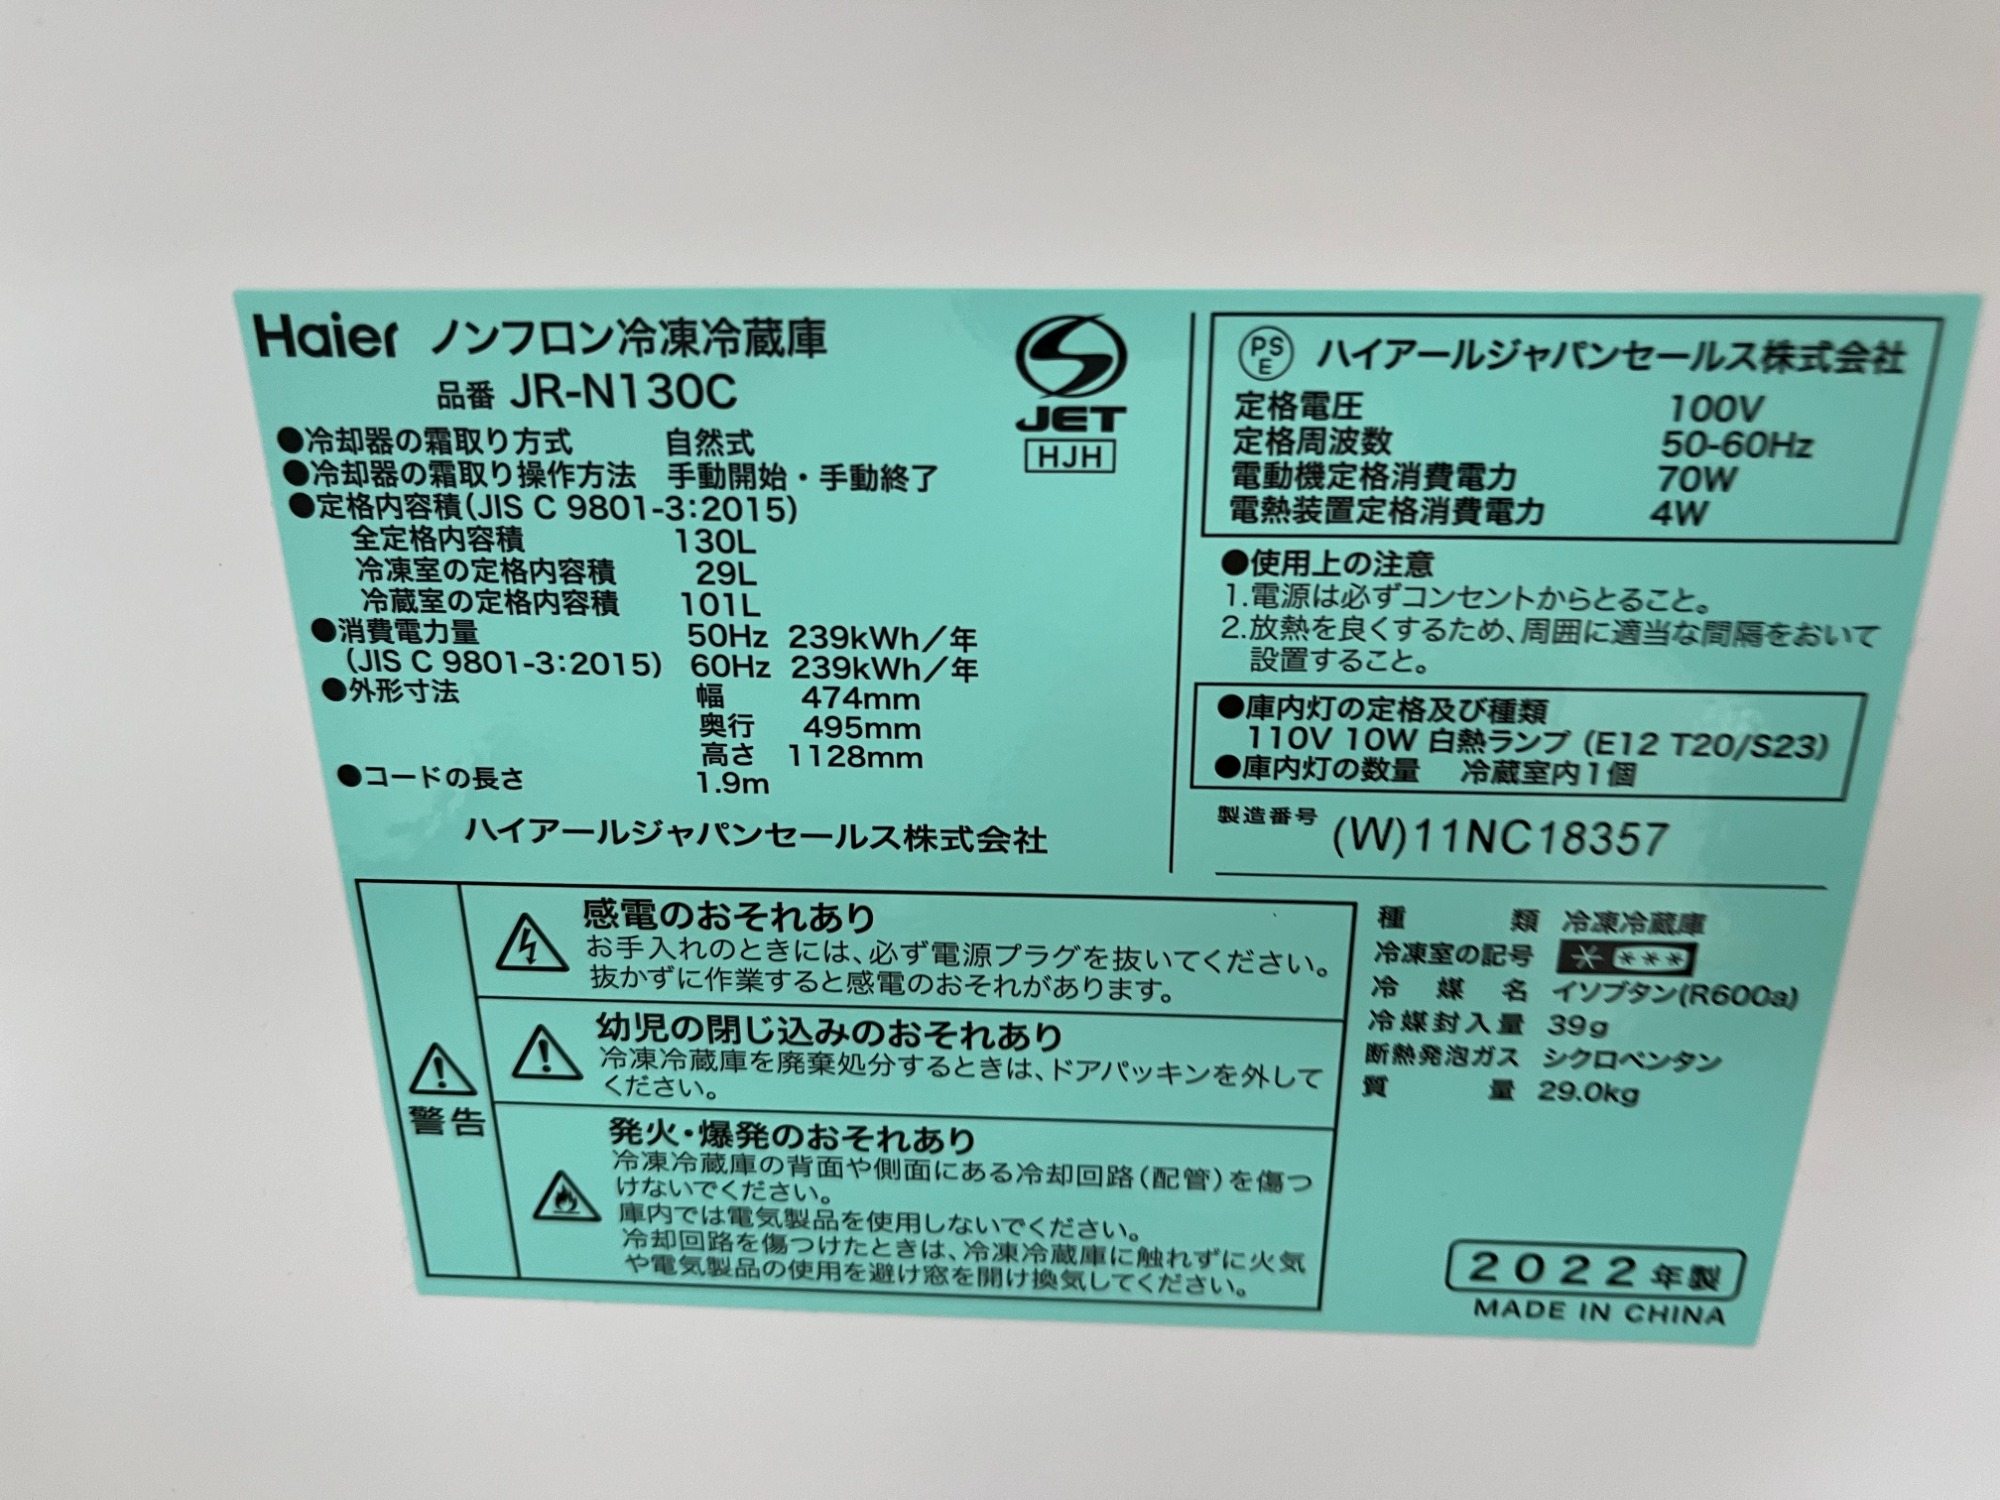 Haier ノンフロン冷凍冷蔵庫
品番 JR-N130C
●冷却器の霜取り方式 自然式
●冷却器の霜取り操作方法 手動開始・手動終了
●定格内容積(JIS C 9801-3:2015)
全定格内容積 130L
冷凍室の定格内容積 29L
冷蔵室の定格内容積 101L
●消費電力量 50Hz 239kWh/年
(JIS C 9801-3:2015) 60Hz 239kWh/年
●外形寸法 幅 474mm
奥行 495mm
高さ 1128mm
●コードの長さ 1.9m
ハイアールジャパンセールス株式会社
JET
HJH
PS
E
ハイアールジャパンセールス株式会社
定格電圧 100V
定格周波数 50-60Hz
電動機定格消費電力 70W
電熱装置定格消費電力 4W
●使用上の注意
1.電源は必ずコンセントからとること。
2.放熱を良くするため、周囲に適当な間隔をおいて
設置すること。
●庫内灯の定格及び種類
110V 10W 白熱ランプ (E12 T20/S23)
●庫内灯の数量 冷蔵室内1個
製造番号 (W)11NC18357
警告
感電のおそれあり
お手入れのときには、必ず電源プラグを抜いてください。
抜かずに作業すると感電のおそれがあります。
幼児の閉じ込みのおそれあり
冷凍冷蔵庫を廃棄処分するときは、ドアパッキンを外して
ください。
発火・爆発のおそれあり
冷凍冷蔵庫の背面や側面にある冷却回路(配管)を傷つ
けないでください。
庫内では電気製品を使用しないでください。
冷却回路を傷つけたときは、冷凍冷蔵庫に触れずに火気
や電気製品の使用を避け窓を開け換気してください。
種類 冷凍冷蔵庫
冷凍室の記号 * ***
冷媒名 イソブタン(R600a)
冷媒封入量 39g
断熱発泡ガス シクロペンタン
質量 29.0kg
2022年製
MADE IN CHINA